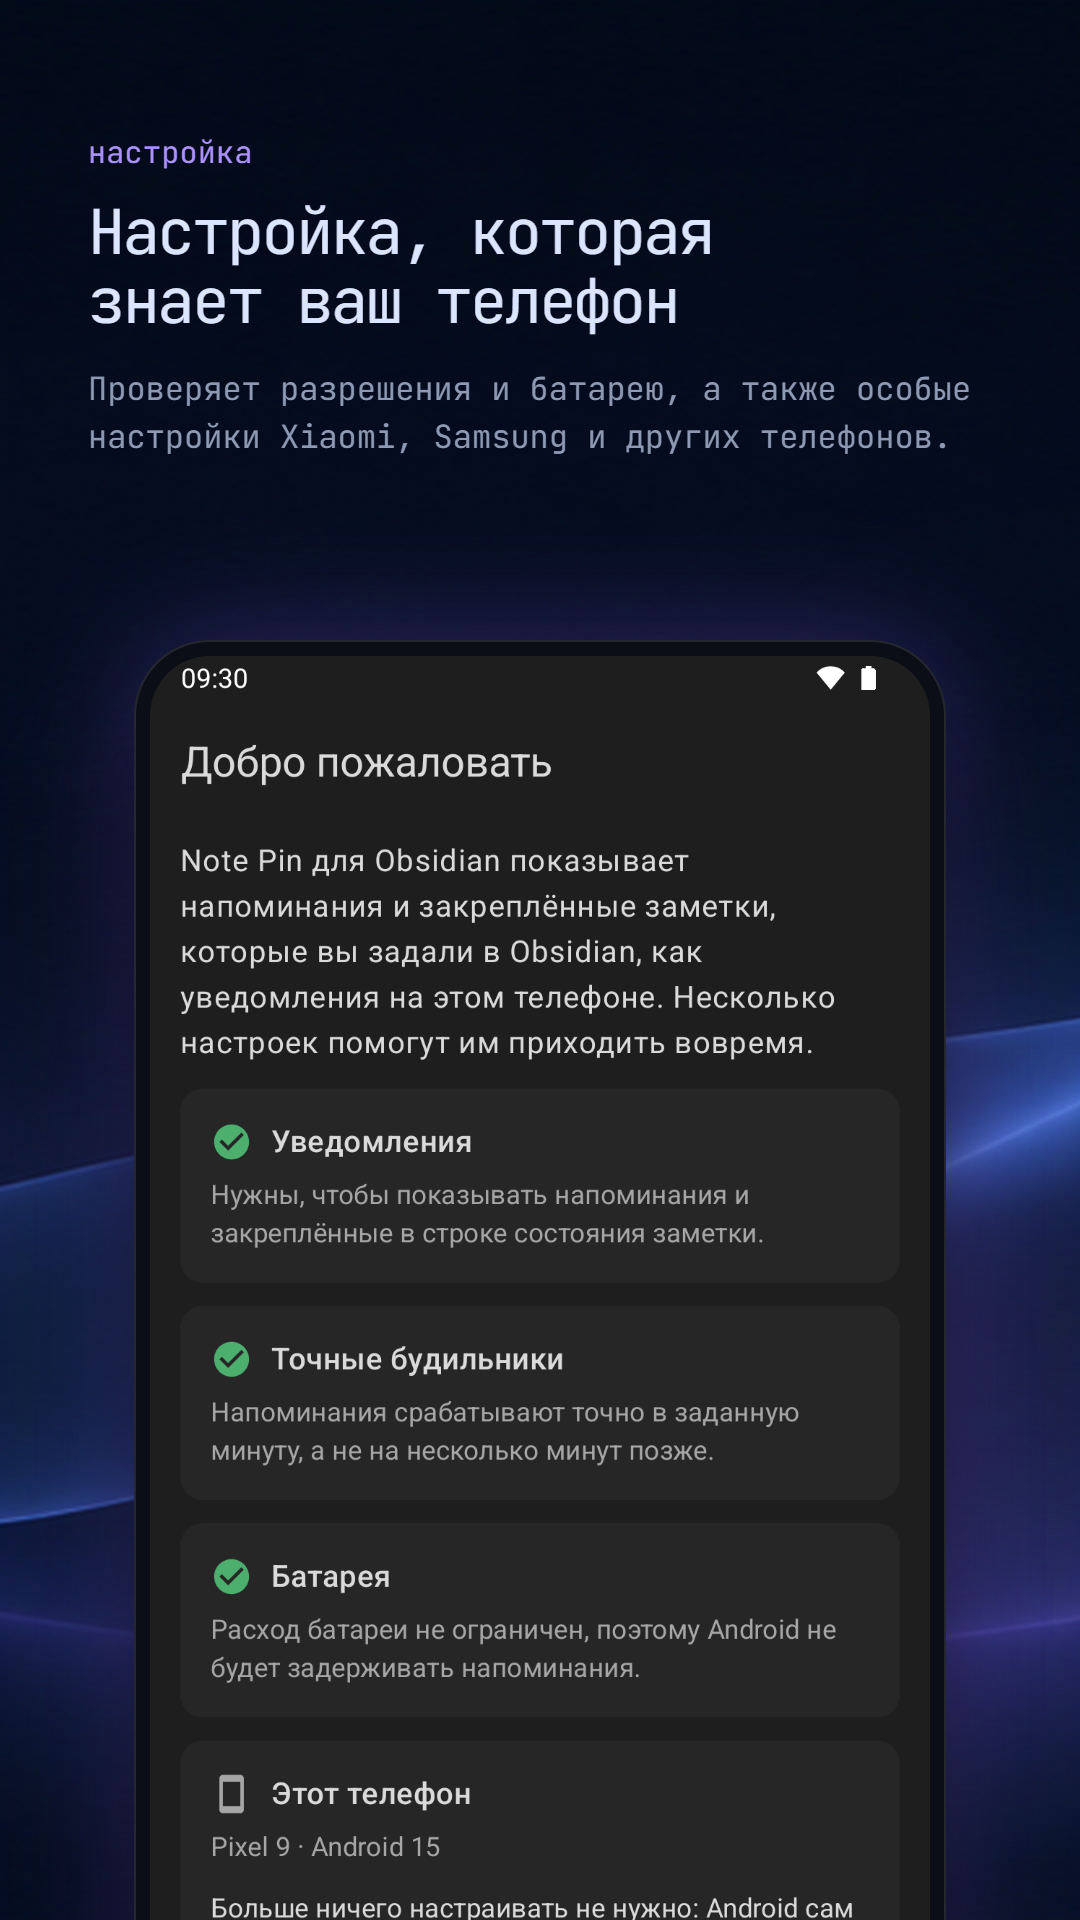 настройка
Настройка, которая
знает ваш телефон
Проверяет разрешения и батарею, а также особые
настройки Xiaomi, Samsung и других телефонов.
09:30
Добро пожаловать
Note Pin для Obsidian показывает
напоминания и закреплённые заметки,
которые вы задали в Obsidian, как
уведомления на этом телефоне. Несколько
настроек помогут им приходить вовремя.
Уведомления
Нужны, чтобы показывать напоминания и
закреплённые в строке состояния заметки.
Точные будильники
Напоминания срабатывают точно в заданную
минуту, а не на несколько минут позже.
Батарея
Расход батареи не ограничен, поэтому Android не
будет задерживать напоминания.
Этот телефон
Pixel 9 · Android 15
Больше ничего настраивать не нужно: Android сам